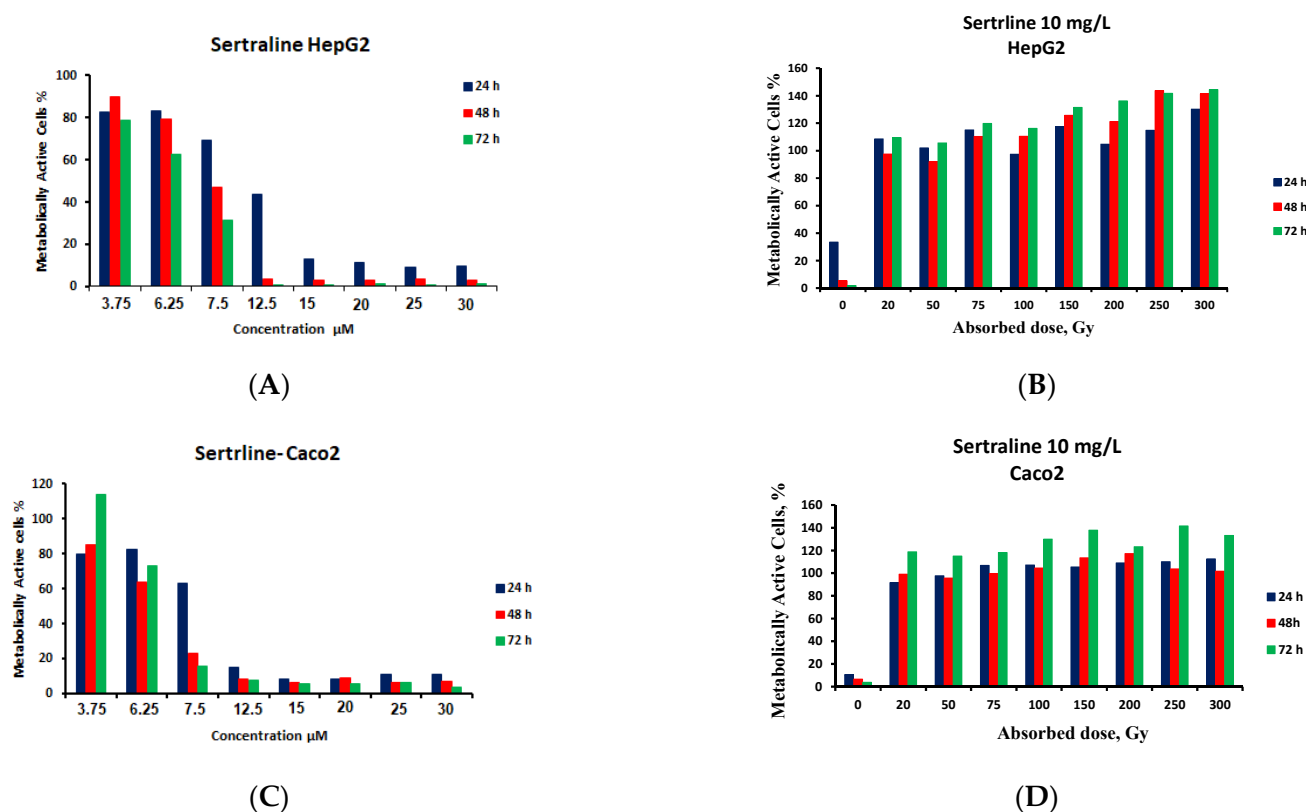 Sertraline HepG2
Metabolically Active Cells %
100
80
60
40
20
0
3.75 6.25 7.5 12.5 15 20 25 30
Concentration µM
24 h
48 h
72 h
(A)
Sertrline 10 mg/L
HepG2
Metabolically Active Cells %
160
140
120
100
80
60
40
20
0
0 20 50 75 100 150 200 250 300
Absorbed dose, Gy
24 h
48 h
72 h
(B)
Sertrline- Caco2
Metabolically Active cells %
120
100
80
60
40
20
0
3.75 6.25 7.5 12.5 15 20 25 30
Concentration µM
24 h
48 h
72 h
(C)
Sertraline 10 mg/L
Caco2
Metabolically Active Cells, %
160
140
120
100
80
60
40
20
0
0 20 50 75 100 150 200 250 300
Absorbed dose, Gy
24 h
48h
72 h
(D)